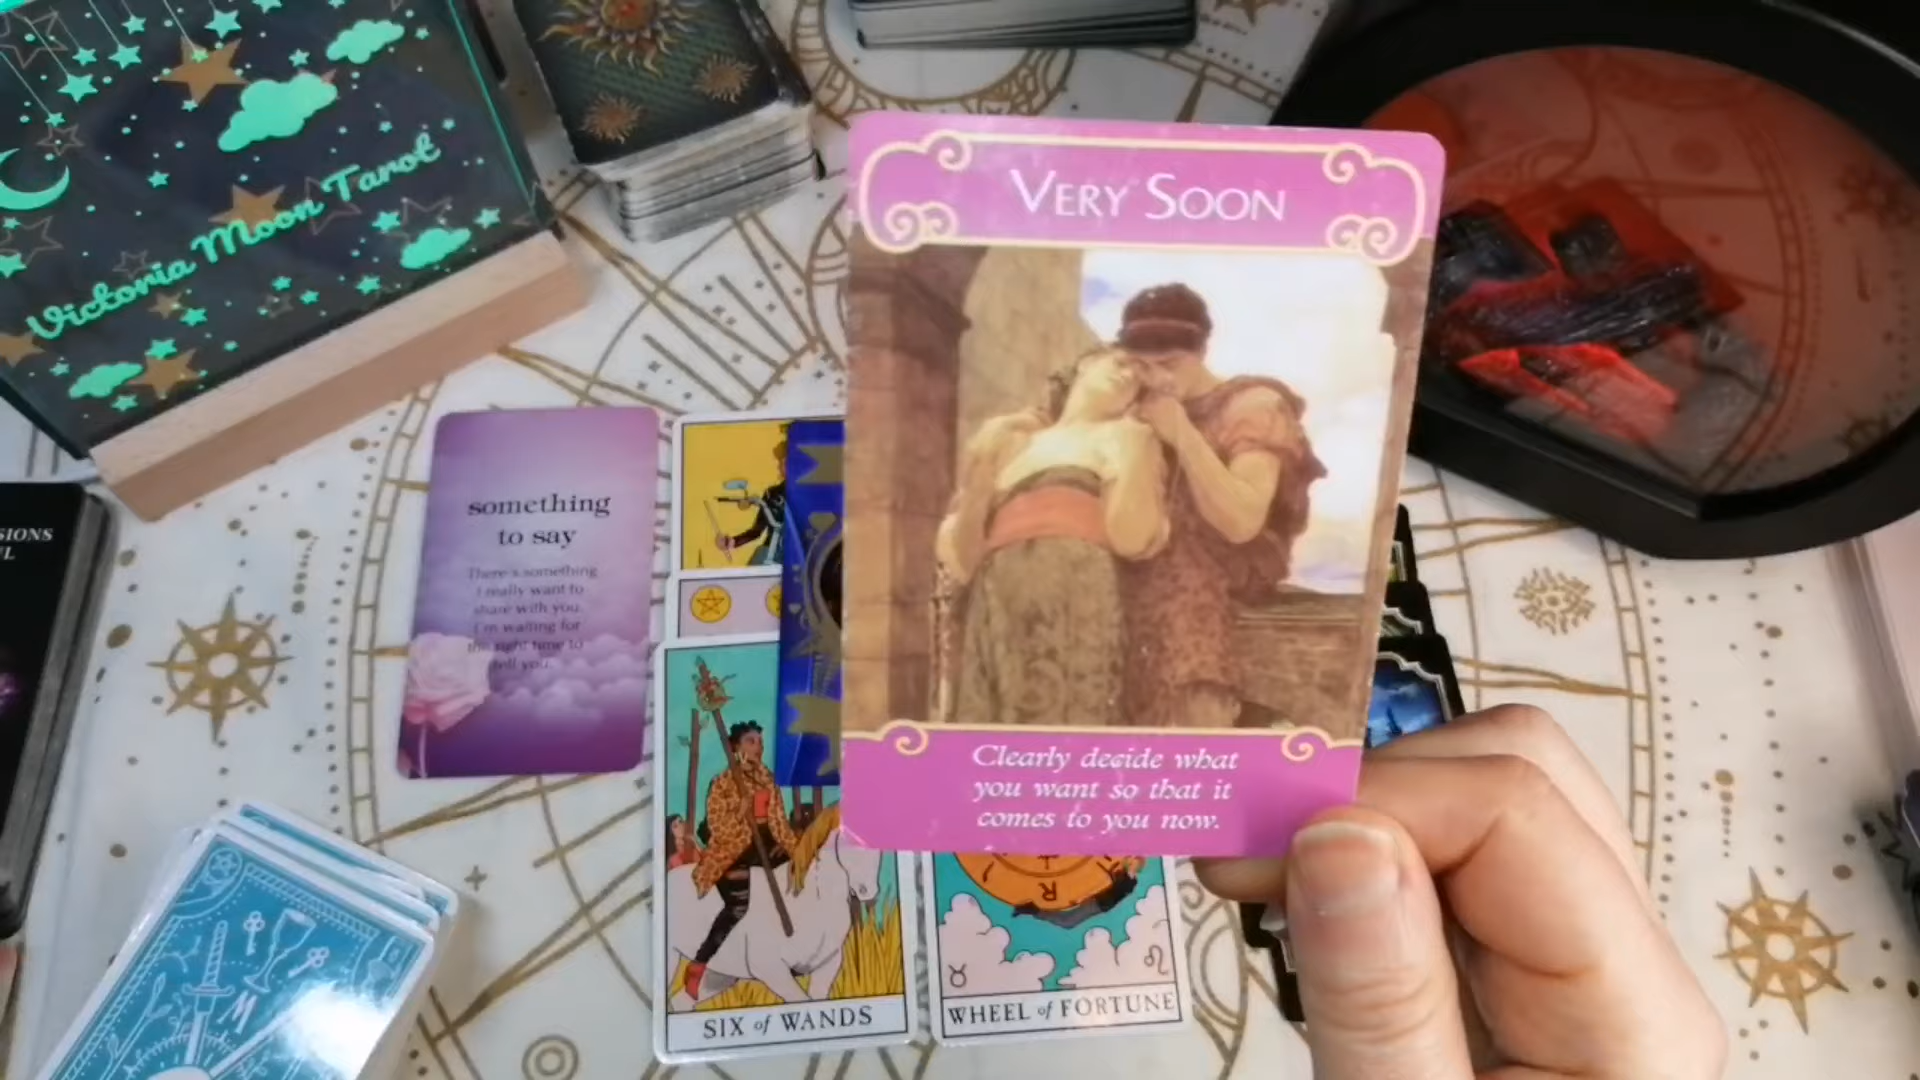 Victoria Moon Tarot
VERY SOON
Clearly decide what
you want so that it
comes to you now.
something
to say
There's something
I really want to
share with you.
I'm waiting for
the right time to
tell you.
SIX of WANDS
WHEEL of FORTUNE
R
M